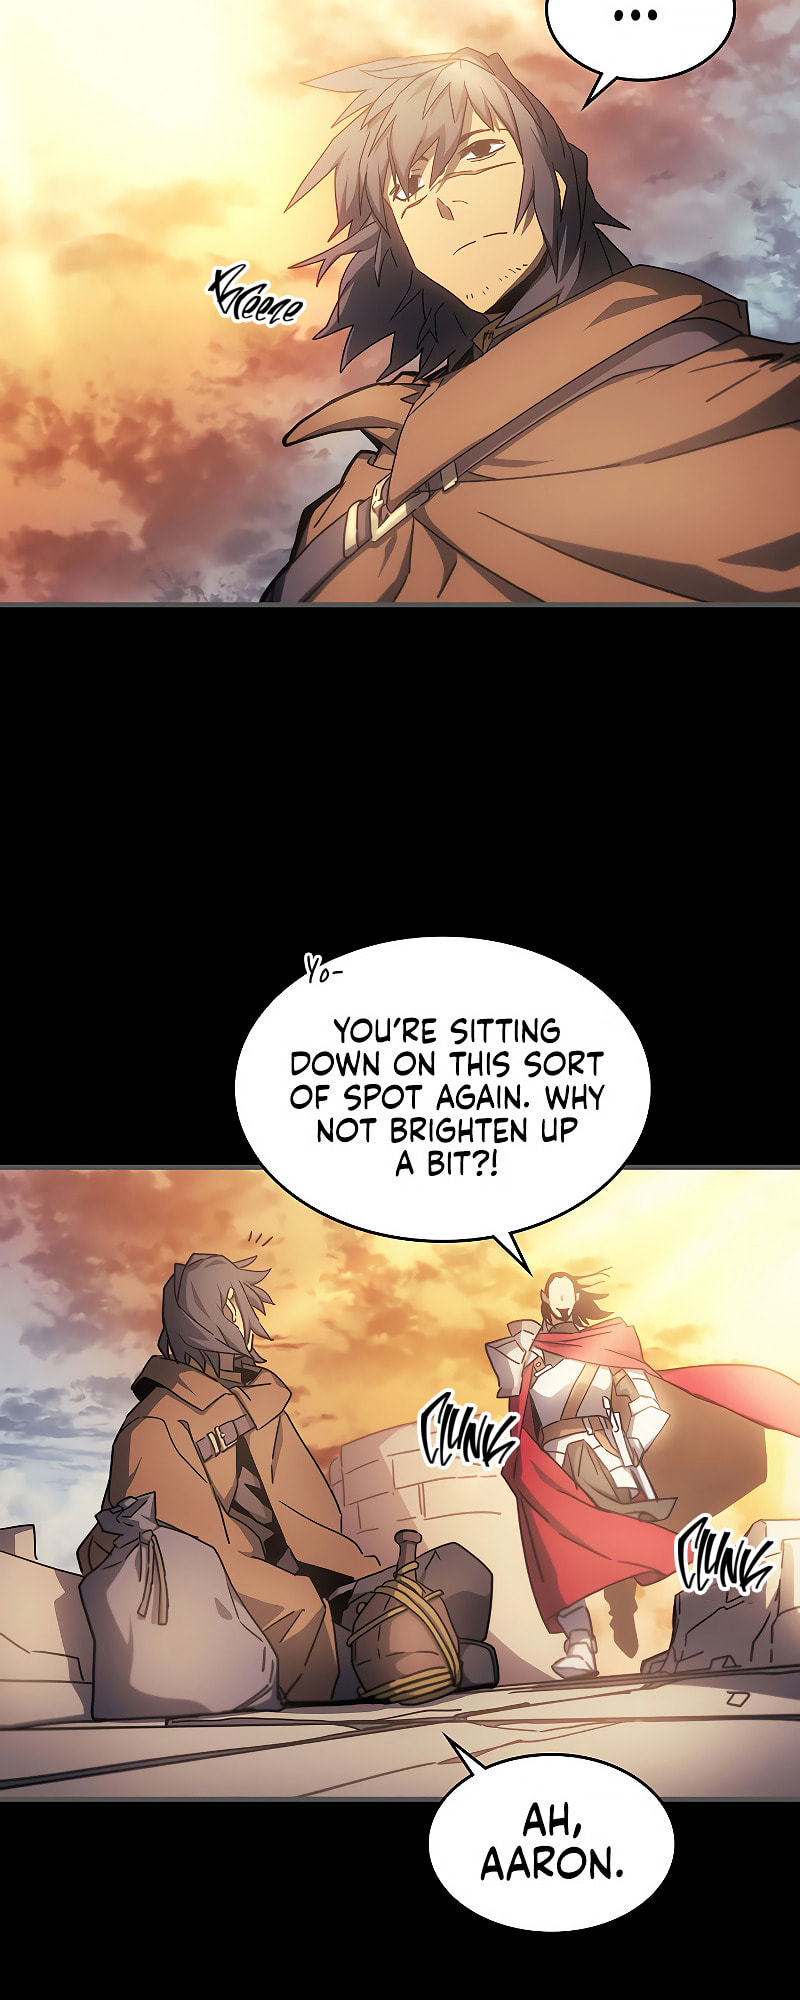 ...
Breeze
Yo-
YOU'RE SITTING
DOWN ON THIS SORT
OF SPOT AGAIN. WHY
NOT BRIGHTEN UP
A BIT?!
CLUNK
CLUNK
AH,
AARON.